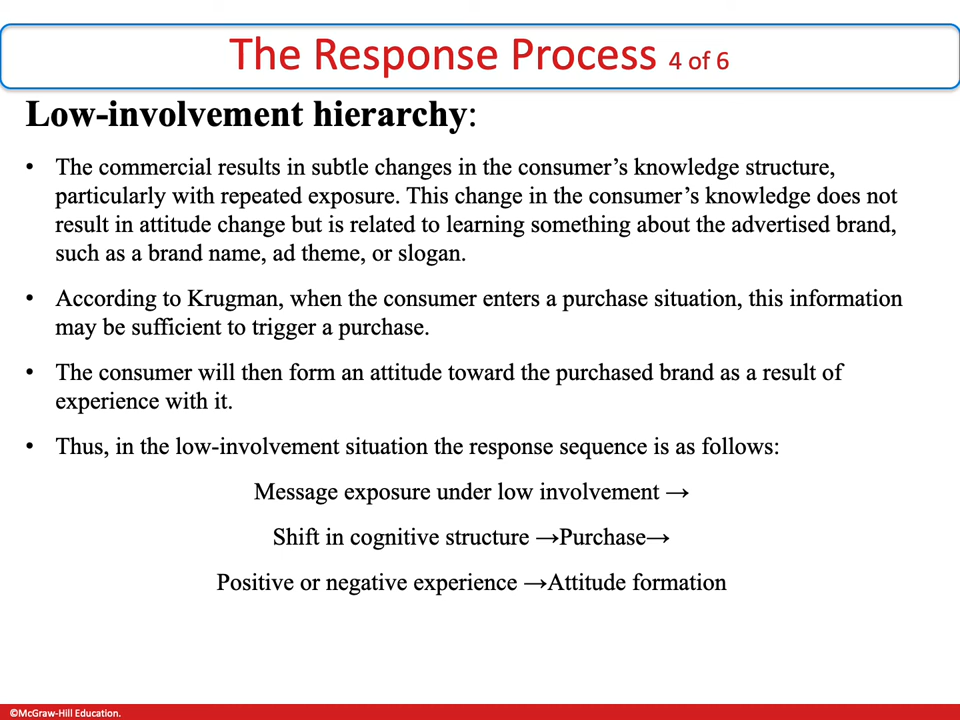 The Response Process 4 of 6
Low-involvement hierarchy:
• The commercial results in subtle changes in the consumer’s knowledge structure,
particularly with repeated exposure. This change in the consumer’s knowledge does not
result in attitude change but is related to learning something about the advertised brand,
such as a brand name, ad theme, or slogan.
• According to Krugman, when the consumer enters a purchase situation, this information
may be sufficient to trigger a purchase.
• The consumer will then form an attitude toward the purchased brand as a result of
experience with it.
• Thus, in the low-involvement situation the response sequence is as follows:
Message exposure under low involvement →
Shift in cognitive structure →Purchase→
Positive or negative experience →Attitude formation
©McGraw-Hill Education.